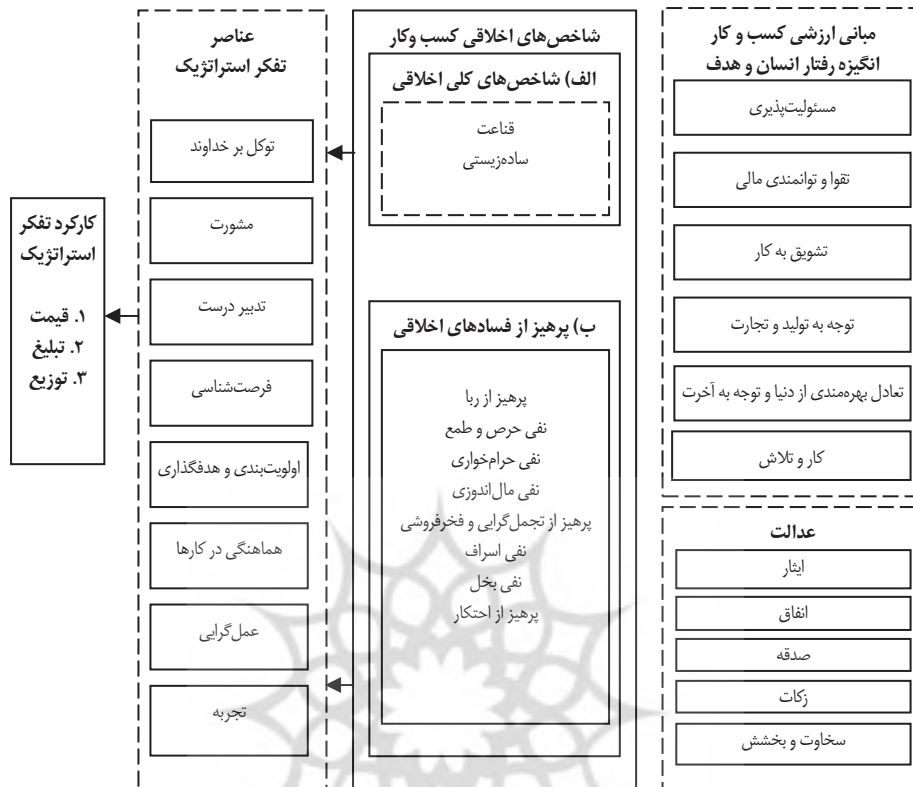 مبانی ارزشی کسب و کار
انگیزه رفتار انسان و هدف
مسئولیت‌پذیری
تقوا و توانمندی مالی
تشویق به کار
توجه به تولید و تجارت
تعادل بهره‌مندی از دنیا و توجه به آخرت
کار و تلاش
عدالت
ایثار
انفاق
صدقه
زکات
سخاوت و بخشش
شاخص‌های اخلاقی کسب وکار
الف) شاخص‌های کلی اخلاقی
قناعت
ساده‌زیستی
ب) پرهیز از فسادهای اخلاقی
پرهیز از ربا
نفی حرص و طمع
نفی حرام‌خواری
نفی مال‌اندوزی
پرهیز از تجمل‌گرایی و فخرفروشی
نفی اسراف
نفی بخل
پرهیز از احتکار
عناصر
تفکر استراتژیک
توکل بر خداوند
مشورت
تدبیر درست
فرصت‌شناسی
اولویت‌بندی و هدفگذاری
هماهنگی در کارها
عمل‌گرایی
تجربه
کارکرد تفکر
استراتژیک
۱. قیمت
۲. تبلیغ
۳. توزیع